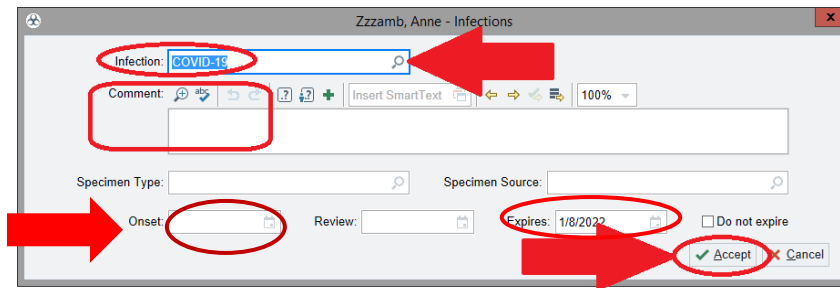 Zzzamb, Anne - Infections x
Infection: COVID-19
Comment: abc ? ? Insert SmartText 100%
Specimen Type: Specimen Source:
Onset: Review: Expires: 1/8/2022 Do not expire
Accept Cancel